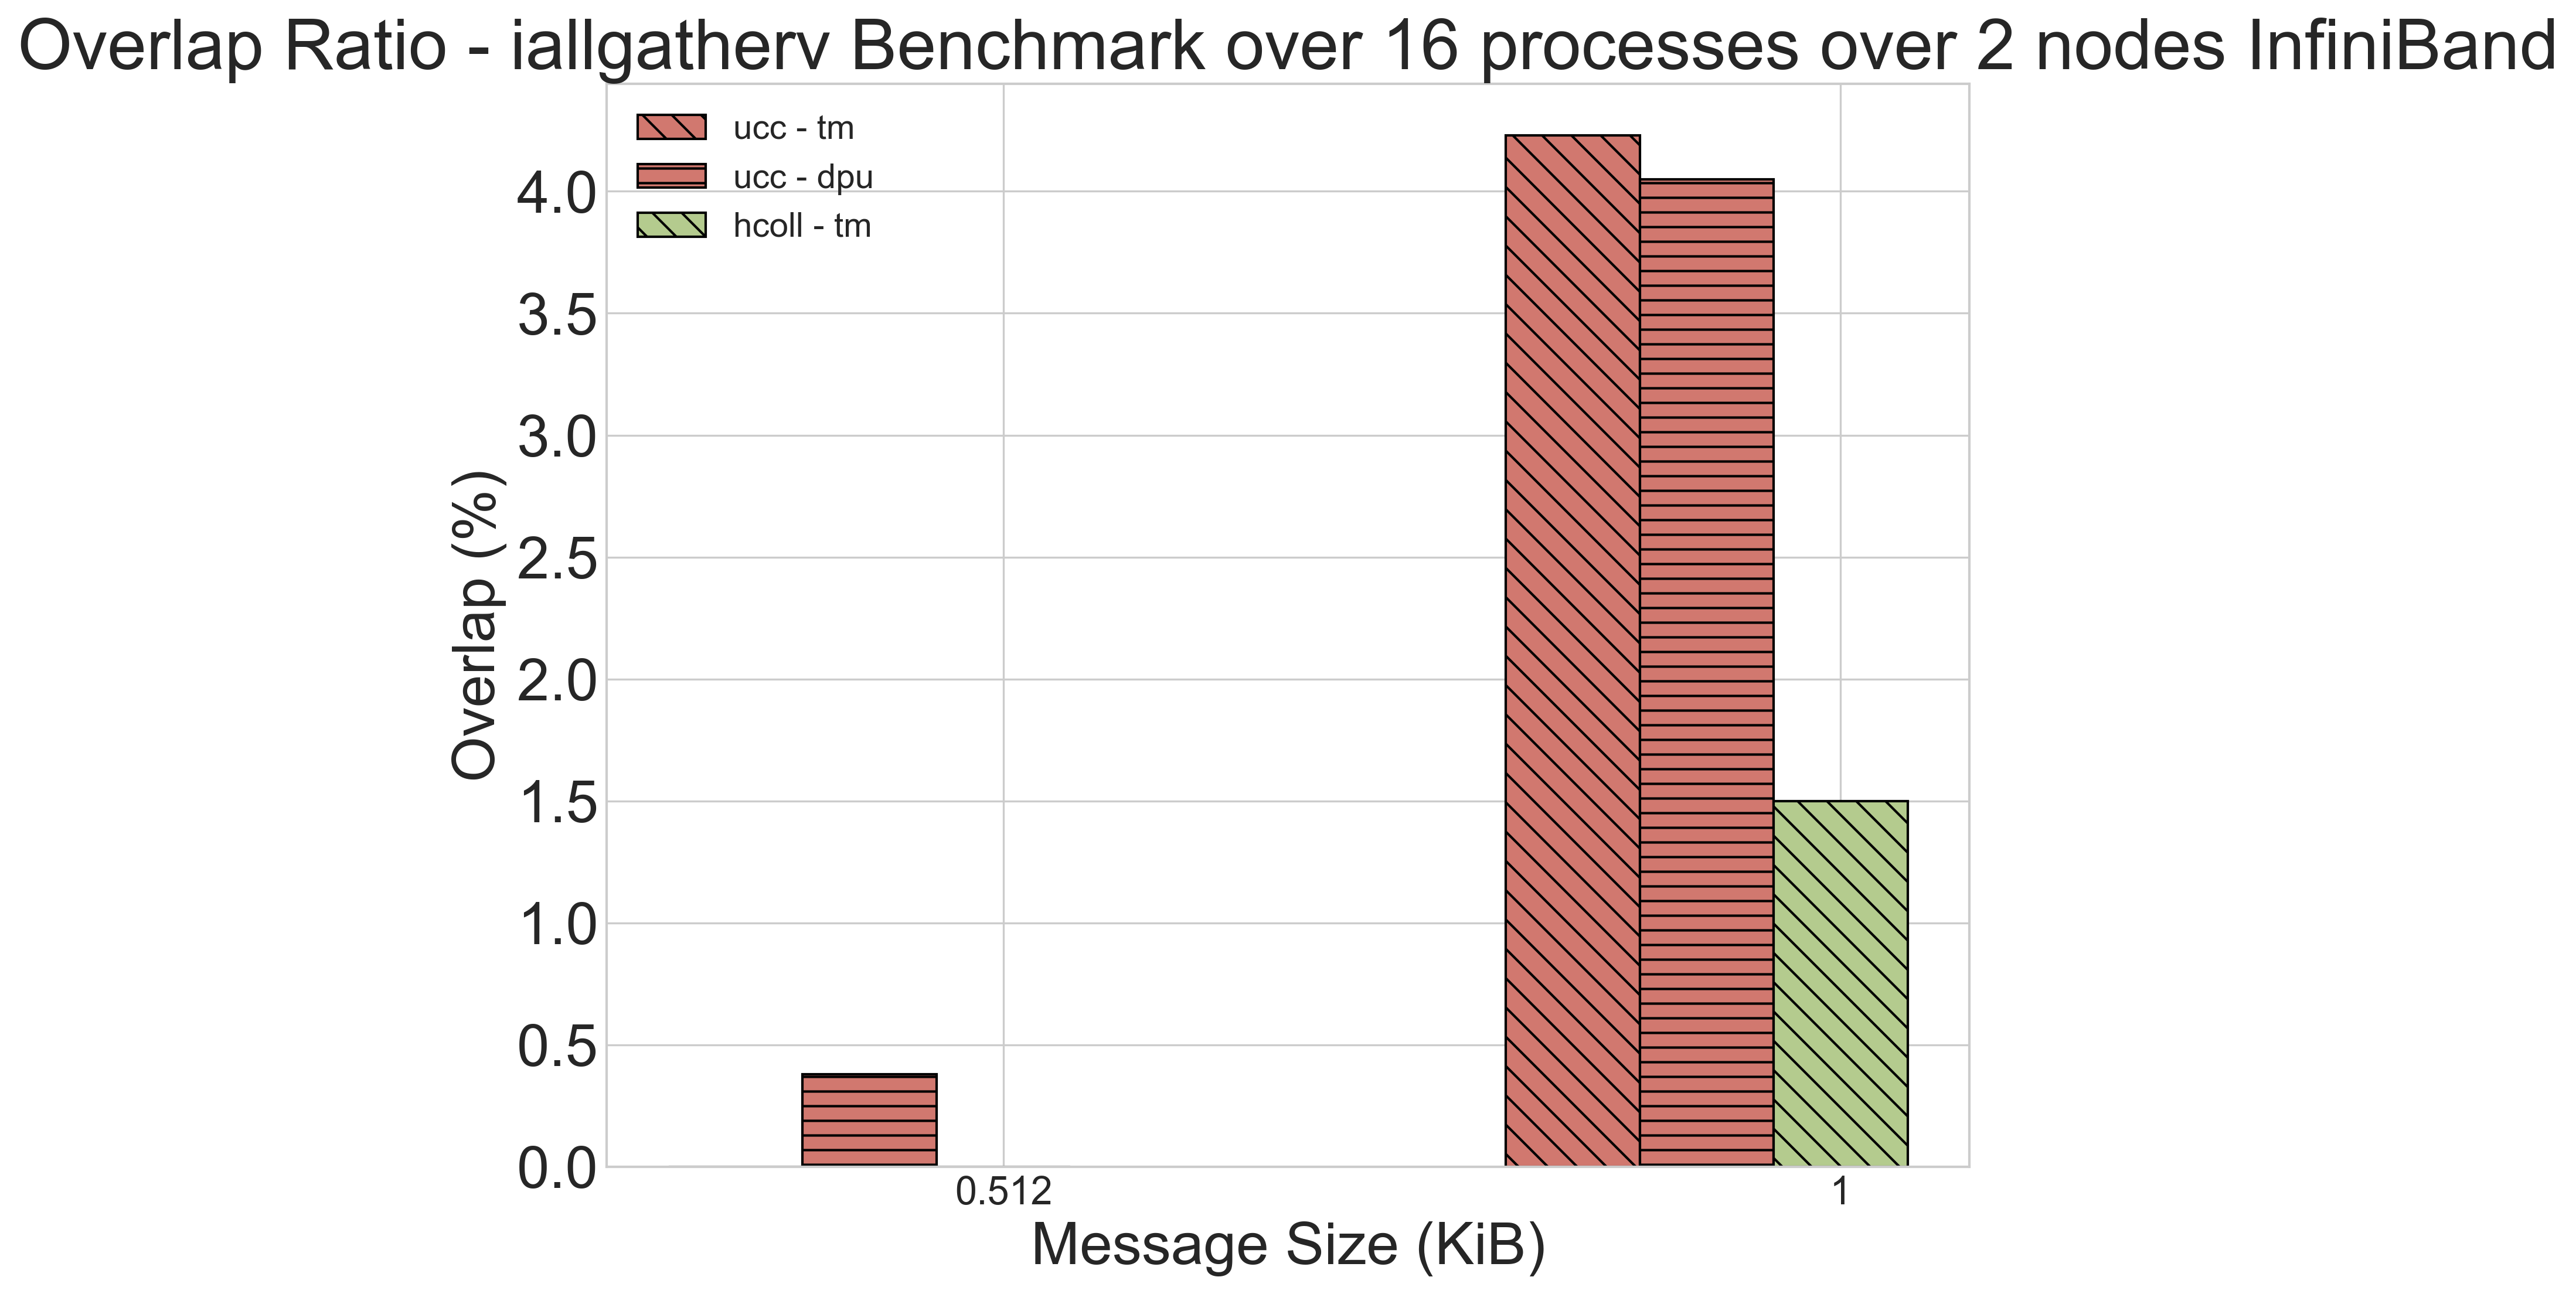 Overlap Ratio - iallgatherv Benchmark over 16 processes over 2 nodes InfiniBand
ucc - tm
ucc - dpu
hcoll - tm
4.0
3.5
3.0
2.5
2.0
1.5
1.0
0.5
0.0
Overlap (%)
0.512 1
Message Size (KiB)